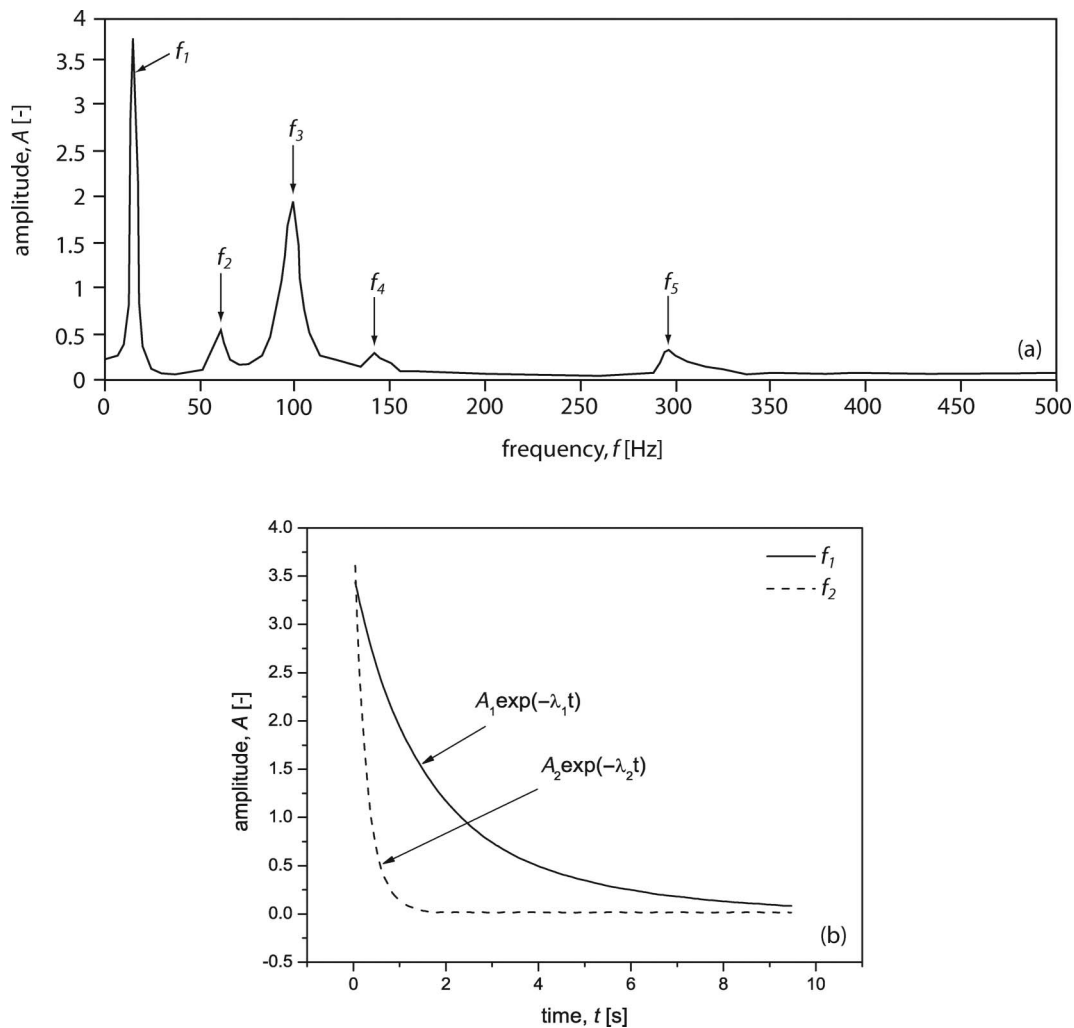 4
3.5
3
2.5
2
1.5
1
0.5
0
amplitude, A [-]
f1
f2
f3
f4
f5
(a)
0 50 100 150 200 250 300 350 400 450 500
frequency, f [Hz]
4.0
3.5
3.0
2.5
2.0
1.5
1.0
0.5
0.0
-0.5
amplitude, A [-]
f1
f2
A1exp(−λ1t)
A2exp(−λ2t)
(b)
0 2 4 6 8 10
time, t [s]